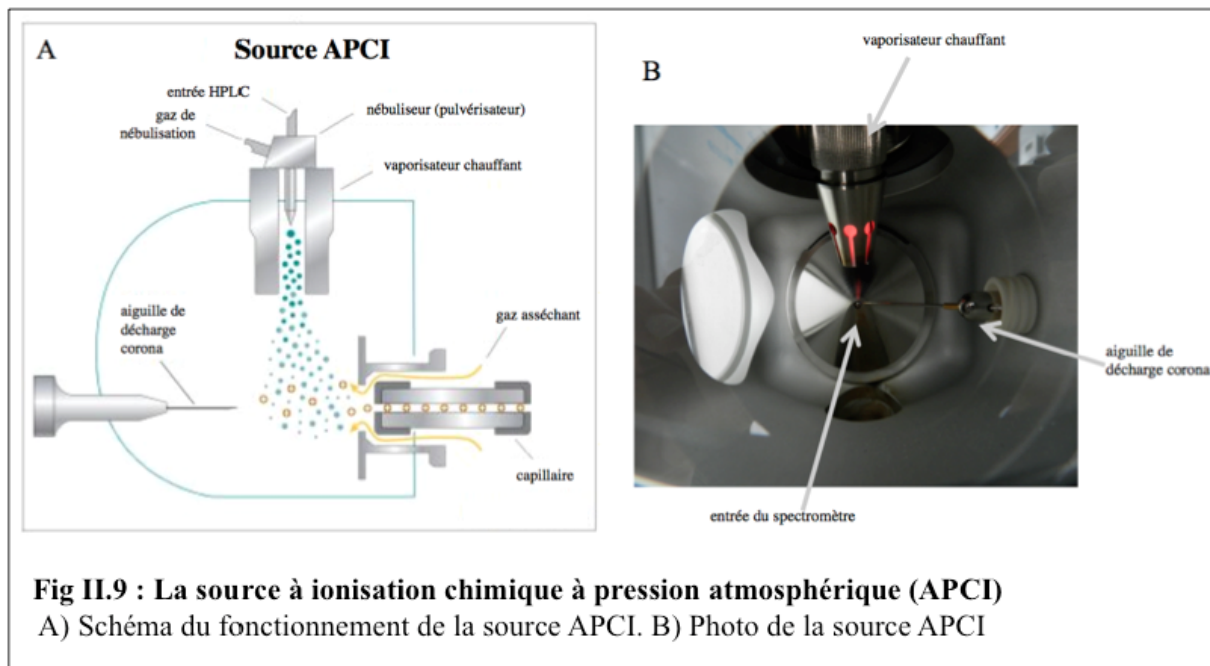 A
Source APCI
entrée HPLC
gaz de
nébulisation
nébuliseur (pulvérisateur)
vaporisateur chauffant
aiguille de
décharge
corona
gaz asséchant
capillaire
B
vaporisateur chauffant
aiguille de
décharge corona
entrée du spectromètre
Fig II.9 : La source à ionisation chimique à pression atmosphérique (APCI)
A) Schéma du fonctionnement de la source APCI. B) Photo de la source APCI